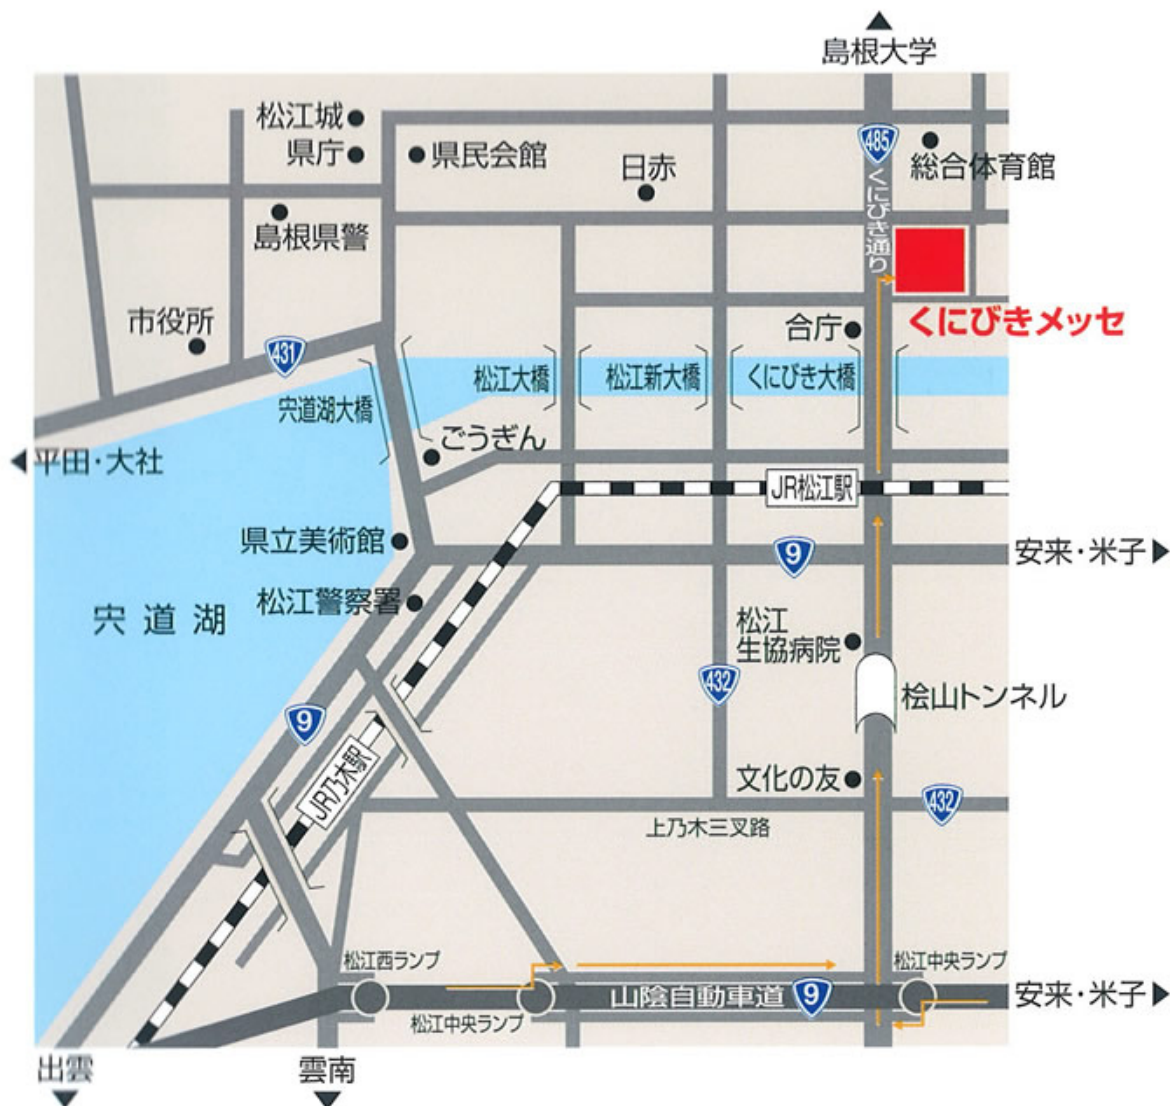 島根大学
松江城
県庁
県民会館
日赤
485
総合体育館
くにびき通り
島根県警
市役所
431
合庁
くにびきメッセ
宍道湖大橋
松江大橋
松江新大橋
くにびき大橋
ごうぎん
平田・大社
JR松江駅
県立美術館
9
安来・米子
松江警察署
宍道湖
松江
生協病院
432
桧山トンネル
9
JR乃木駅
文化の友
432
上乃木三叉路
松江西ランプ
松江中央ランプ
山陰自動車道
9
安来・米子
松江中央ランプ
出雲
雲南